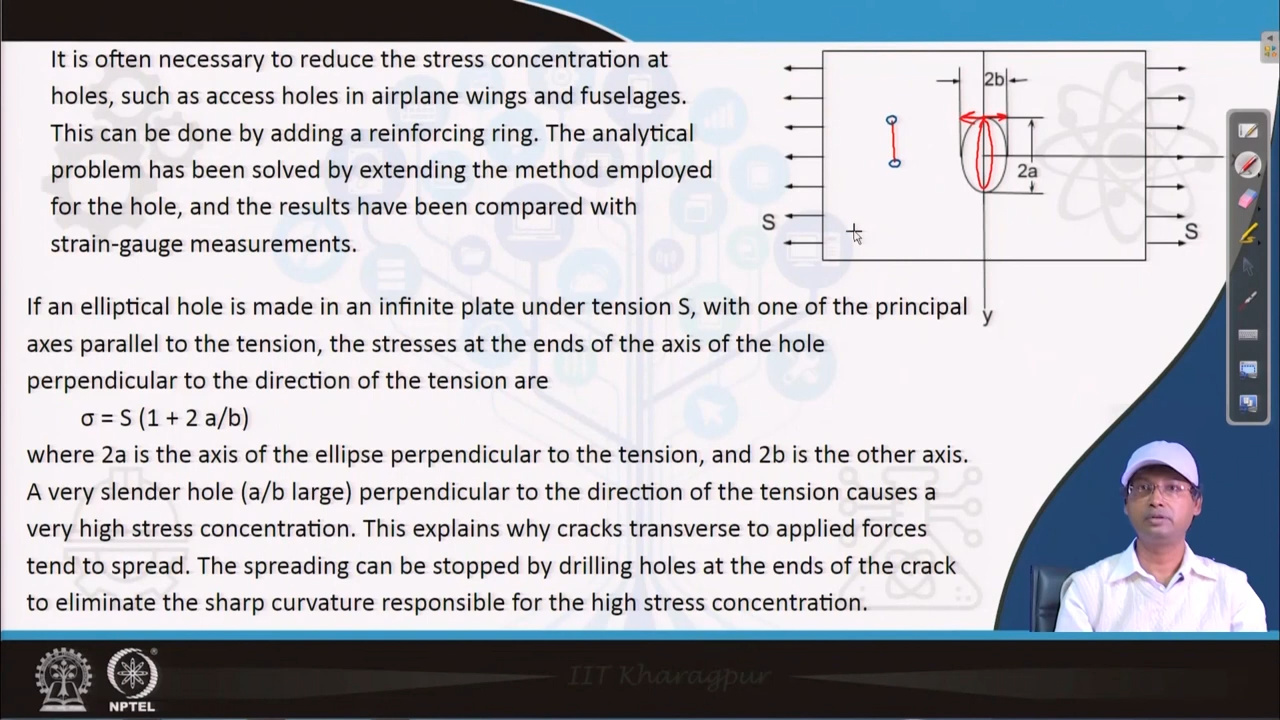 It is often necessary to reduce the stress concentration at
holes, such as access holes in airplane wings and fuselages.
This can be done by adding a reinforcing ring. The analytical
problem has been solved by extending the method employed
for the hole, and the results have been compared with
strain-gauge measurements.
2b
2a
S
S
y
If an elliptical hole is made in an infinite plate under tension S, with one of the principal
axes parallel to the tension, the stresses at the ends of the axis of the hole
perpendicular to the direction of the tension are
σ = S (1 + 2 a/b)
where 2a is the axis of the ellipse perpendicular to the tension, and 2b is the other axis.
A very slender hole (a/b large) perpendicular to the direction of the tension causes a
very high stress concentration. This explains why cracks transverse to applied forces
tend to spread. The spreading can be stopped by drilling holes at the ends of the crack
to eliminate the sharp curvature responsible for the high stress concentration.
IIT Kharagpur
NPTEL